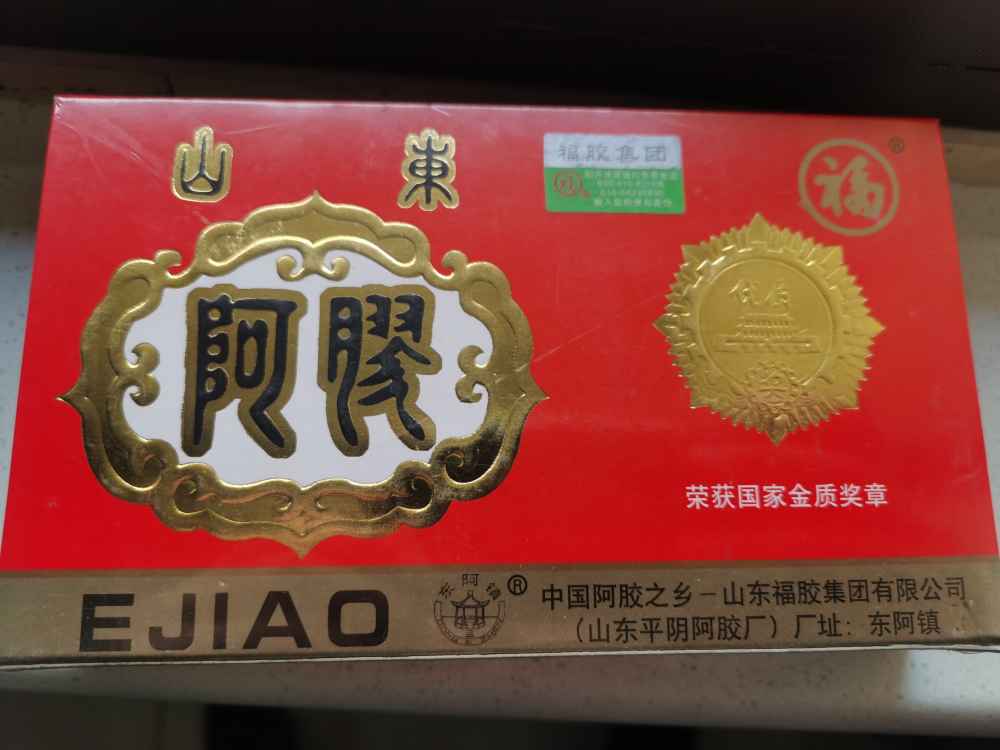 山 東
阿膠
福胶集团
福®
优质
荣获国家金质奖章
EJIAO
东阿镇®
中国阿胶之乡－山东福胶集团有限公司
（山东平阴阿胶厂）厂址：东阿镇